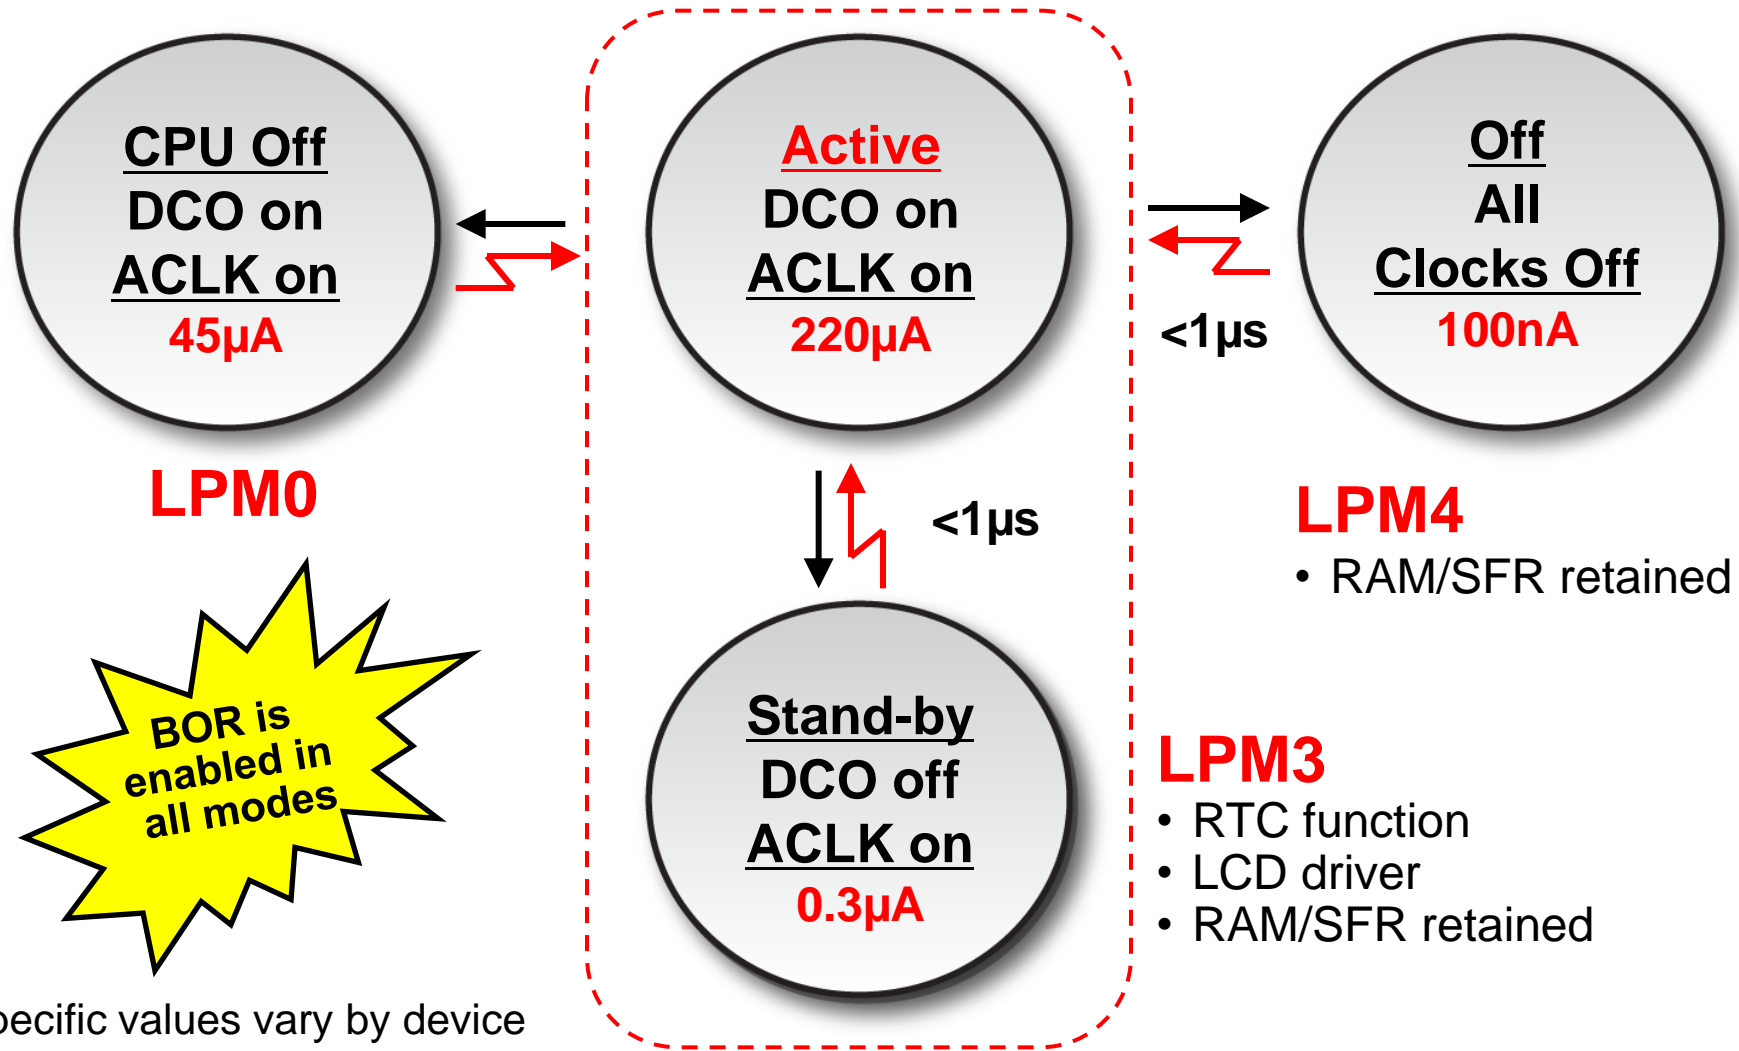 CPU Off
DCO on
ACLK on
45µA
LPM0
Active
DCO on
ACLK on
220µA
<1µs
Off
All
Clocks Off
100nA
<1µs
LPM4
• RAM/SFR retained
Stand-by
DCO off
ACLK on
0.3µA
LPM3
• RTC function
• LCD driver
• RAM/SFR retained
BOR is
enabled in
all modes
pecific values vary by device